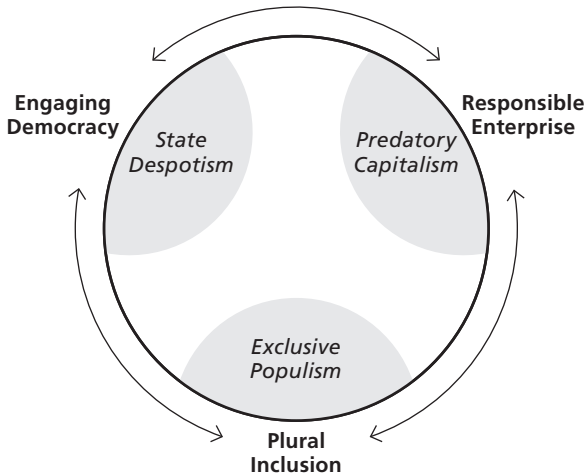 Engaging
Democracy
Responsible
Enterprise
State
Despotism
Predatory
Capitalism
Exclusive
Populism
Plural
Inclusion